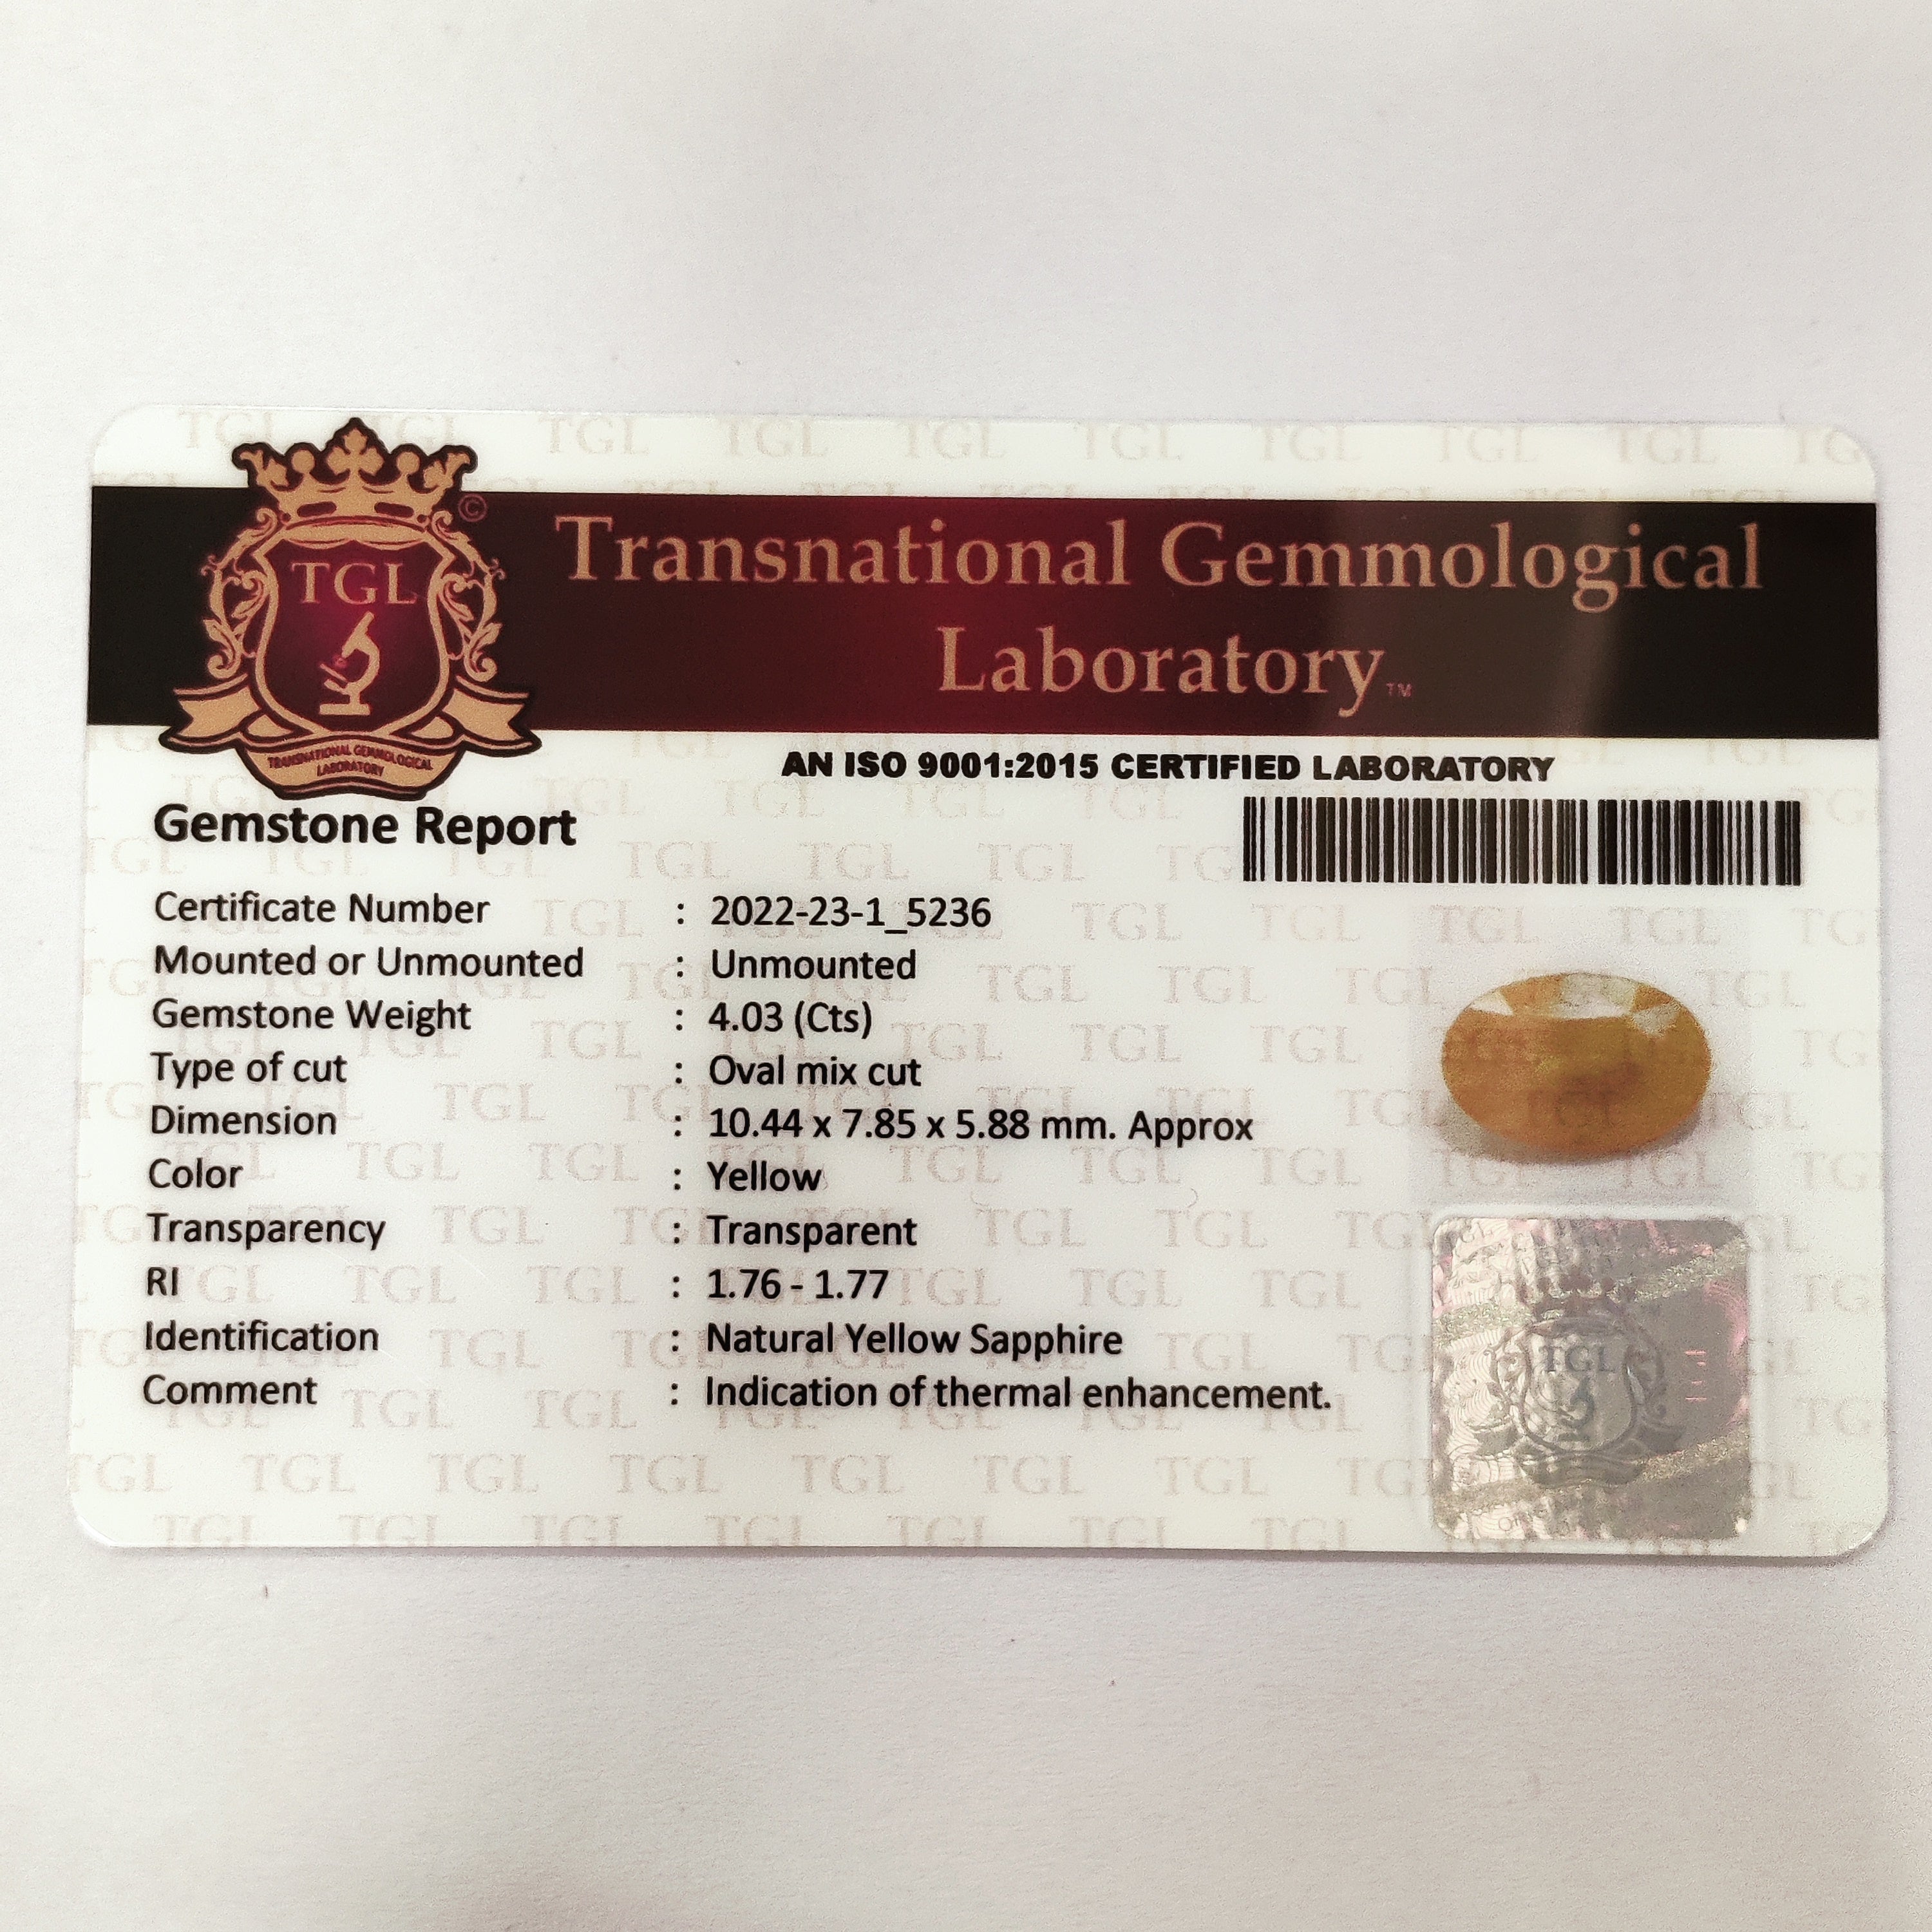 TGL
©
Transnational Gemmological
Laboratory™
TRANSNATIONAL GEMMOLOGICAL
LABORATORY
AN ISO 9001:2015 CERTIFIED LABORATORY
Gemstone Report
Certificate Number : 2022-23-1_5236
Mounted or Unmounted : Unmounted
Gemstone Weight : 4.03 (Cts)
Type of cut : Oval mix cut
Dimension : 10.44 x 7.85 x 5.88 mm. Approx
Color : Yellow
Transparency : Transparent
RI : 1.76 - 1.77
Identification : Natural Yellow Sapphire
Comment : Indication of thermal enhancement.
TGL